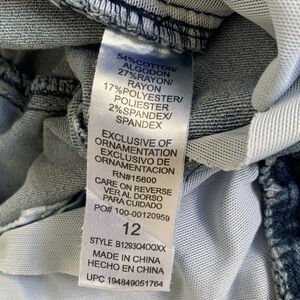 54%COTTON/
ALGODON
27%RAYON/
RAYON
17%POLYESTER/
POLIESTER
2%SPANDEX/
SPANDEX
EXCLUSIVE OF
ORNAMENTATION
EXCLUSIVO DE
ORNAMENTACION
RN#15600
CARE ON REVERSE
VER AL DORSO
PARA CUIDADO
PO# 100-00120959
12
STYLE B1293O4OQXX
MADE IN CHINA
HECHO EN CHINA
UPC 194849051764